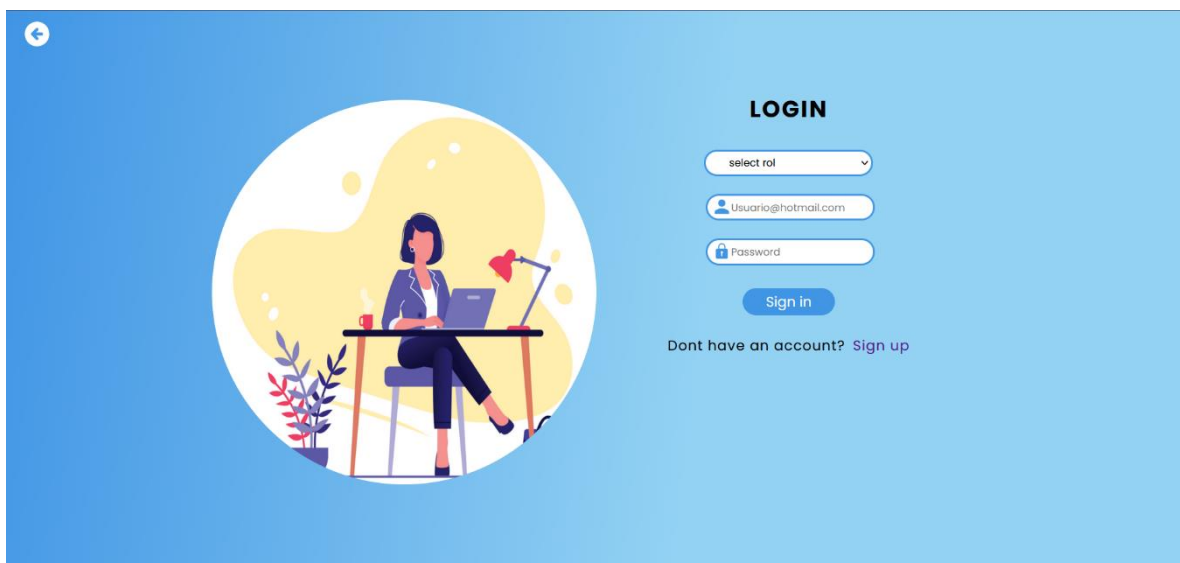 LOGIN
select rol
Usuario@hotmail.com
Password
Sign in
Dont have an account? Sign up